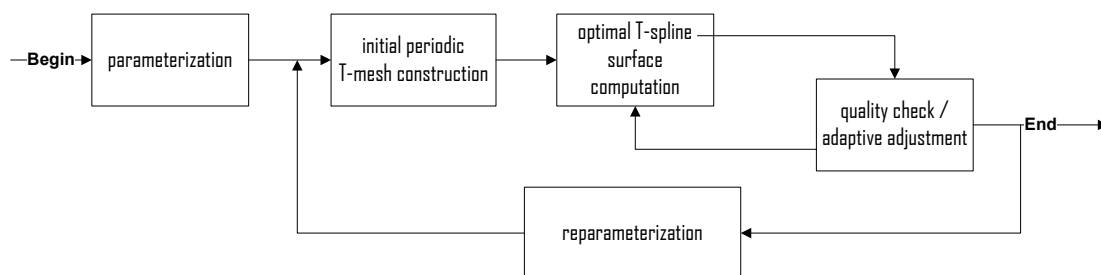 Begin
parameterization
initial periodic
T-mesh construction
optimal T-spline
surface
computation
quality check /
adaptive adjustment
End
reparameterization